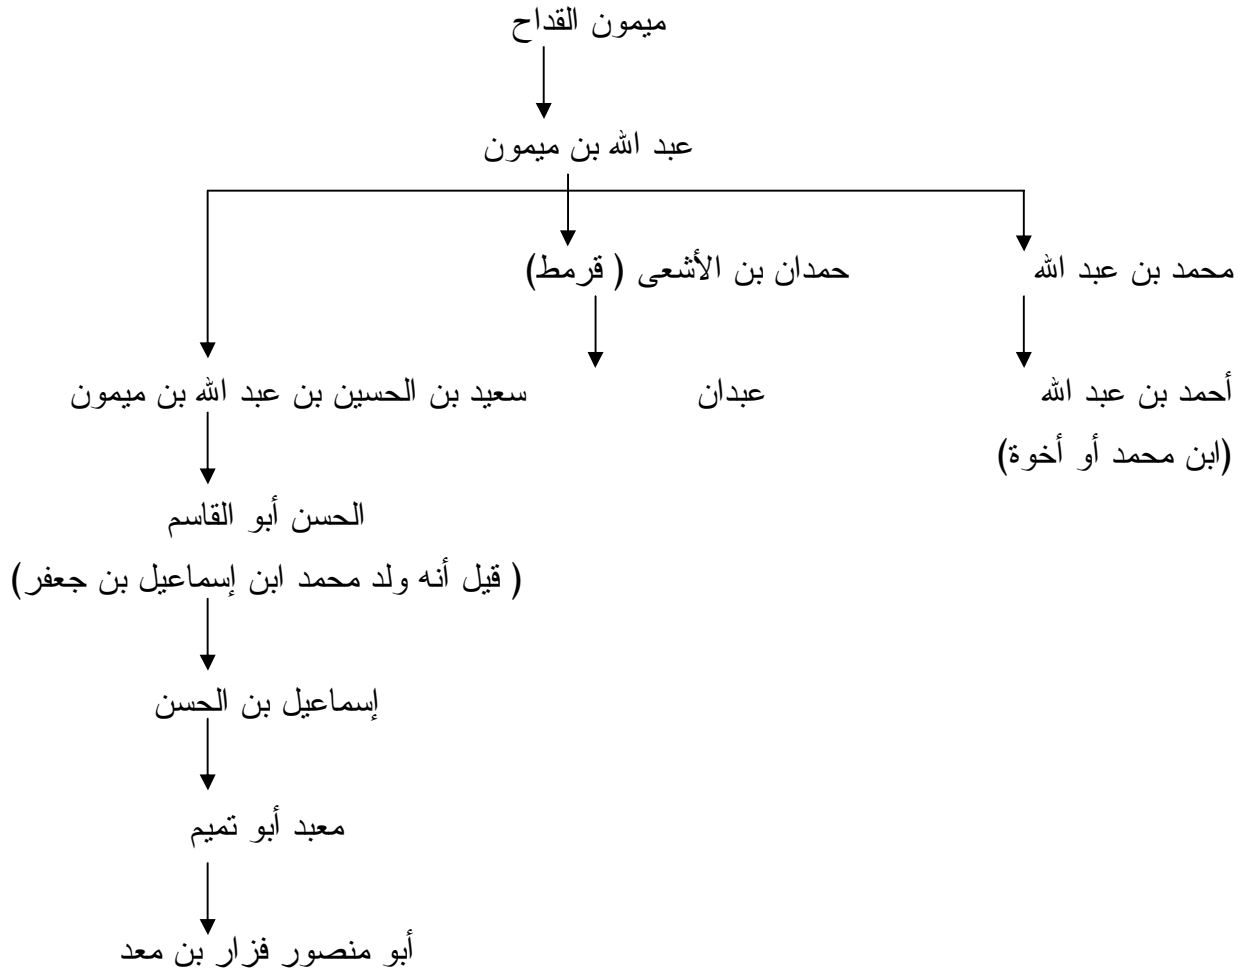 ميمون القداح
عبد الله بن ميمون
محمد بن عبد الله
حمدان بن الأشعى ( قرمط)
أحمد بن عبد الله
(ابن محمد أو أخوة)
عبدان
سعيد بن الحسين بن عبد الله بن ميمون
الحسن أبو القاسم
( قيل أنه ولد محمد ابن إسماعيل بن جعفر)
إسماعيل بن الحسن
معبد أبو تميم
أبو منصور فزار بن معد